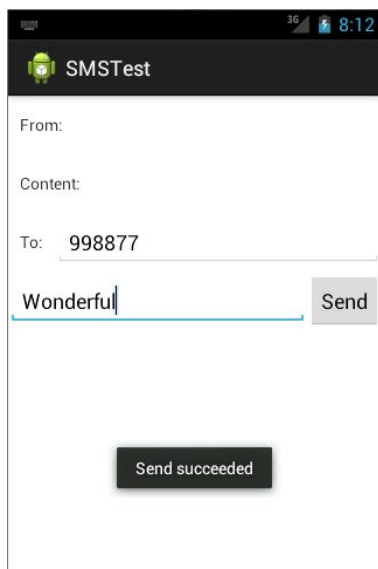 3G 8:12
SMSTest
From:
Content:
To: 998877
Wonderful Send
Send succeeded